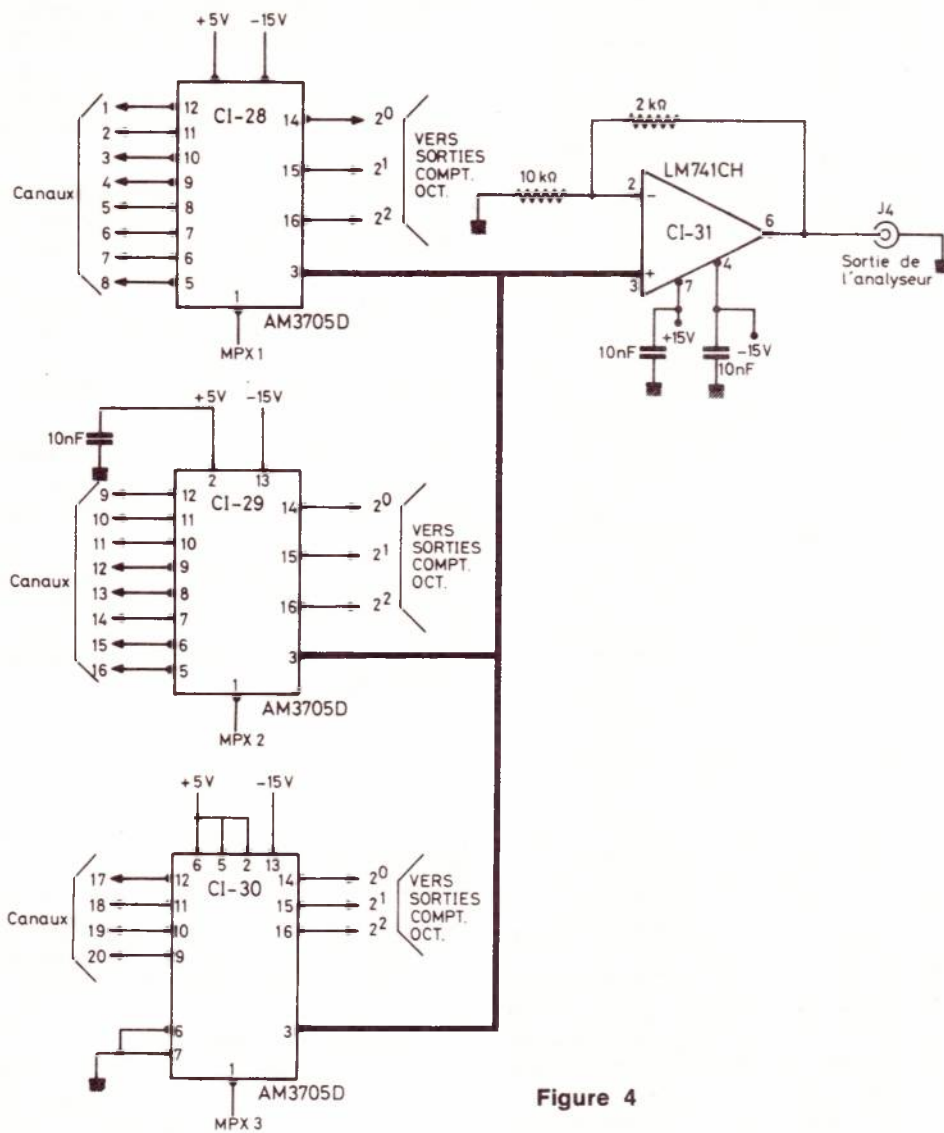 +5V -15V
CI-28
Canaux
1 12
2 11
3 10
4 9
5 8
6 7
7 6
8 5
14 2⁰
15 2¹
16 2²
3
1
VERS
SORTIES
COMPT.
OCT.
AM3705D
MPX 1
2 kΩ
10 kΩ
LM741CH
2
−
CI-31
+
3
6
7
4
J4
Sortie de
l'analyseur
10nF
+15V
-15V
10nF
+5V -15V
10nF
2 13
CI-29
Canaux
9 12
10 11
11 10
12 9
13 8
14 7
15 6
16 5
14 2⁰
15 2¹
16 2²
3
1
VERS
SORTIES
COMPT.
OCT.
AM3705D
MPX 2
+5V -15V
6 5 2 13
CI-30
Canaux
17 12
18 11
19 10
20 9
6
7
14 2⁰
15 2¹
16 2²
3
1
VERS
SORTIES
COMPT.
OCT.
AM3705D
MPX 3
Figure 4